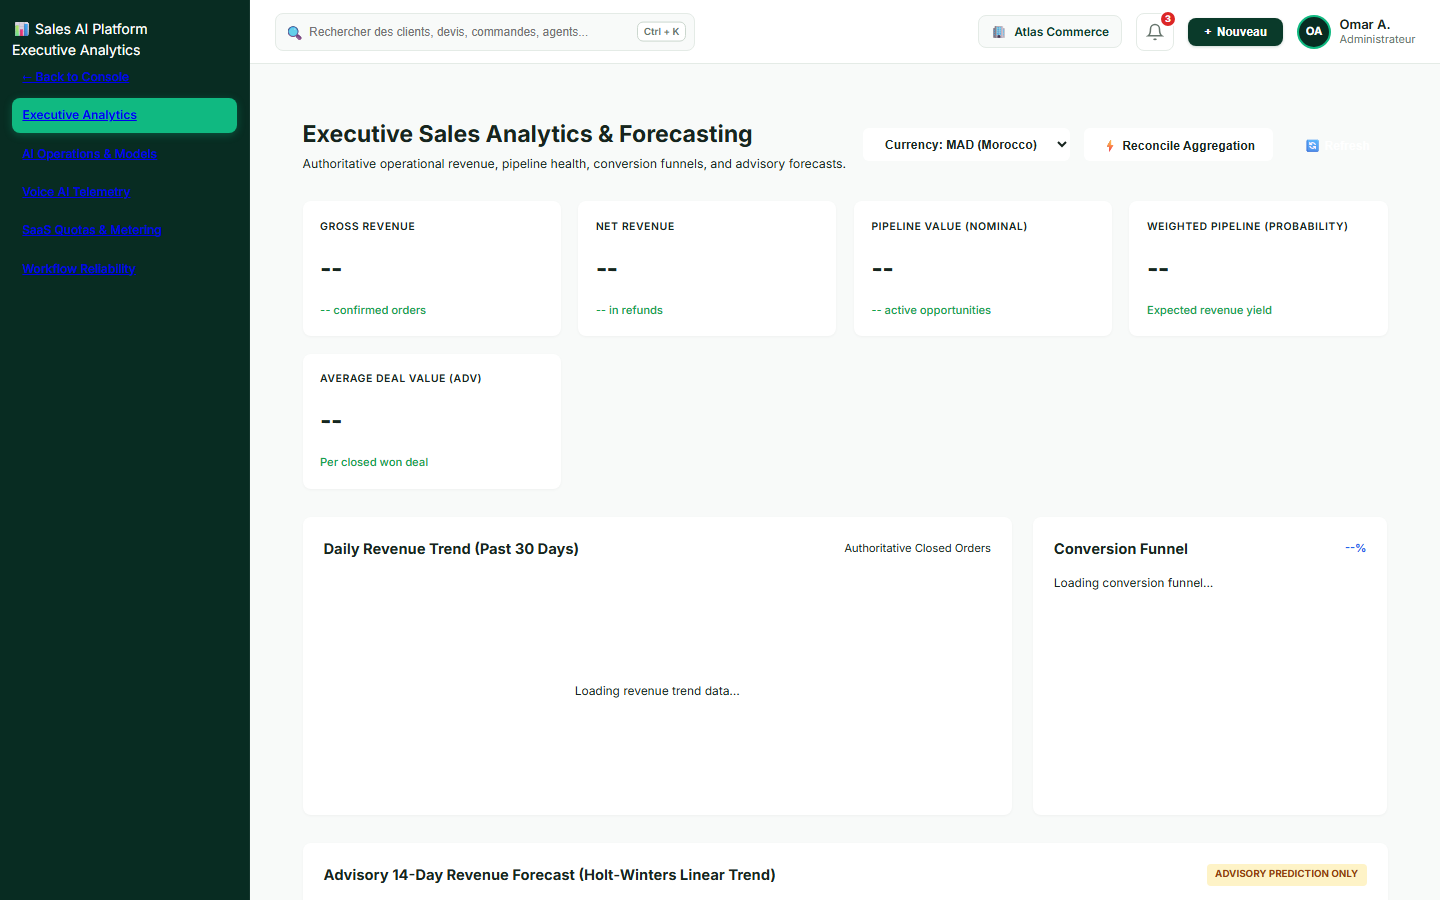 📊 Sales AI Platform
Executive Analytics
← Back to Console
Executive Analytics
AI Operations & Models
Voice AI Telemetry
SaaS Quotas & Metering
Workflow Reliability
Rechercher des clients, devis, commandes, agents...
Ctrl + K
Atlas Commerce
3
+ Nouveau
OA
Omar A.
Administrateur
Executive Sales Analytics & Forecasting
Authoritative operational revenue, pipeline health, conversion funnels, and advisory forecasts.
Currency: MAD (Morocco)
⚡ Reconcile Aggregation
🔄 Refresh
GROSS REVENUE
--
-- confirmed orders
NET REVENUE
--
-- in refunds
PIPELINE VALUE (NOMINAL)
--
-- active opportunities
WEIGHTED PIPELINE (PROBABILITY)
--
Expected revenue yield
AVERAGE DEAL VALUE (ADV)
--
Per closed won deal
Daily Revenue Trend (Past 30 Days)
Authoritative Closed Orders
Loading revenue trend data...
Conversion Funnel
--%
Loading conversion funnel...
Advisory 14-Day Revenue Forecast (Holt-Winters Linear Trend)
ADVISORY PREDICTION ONLY